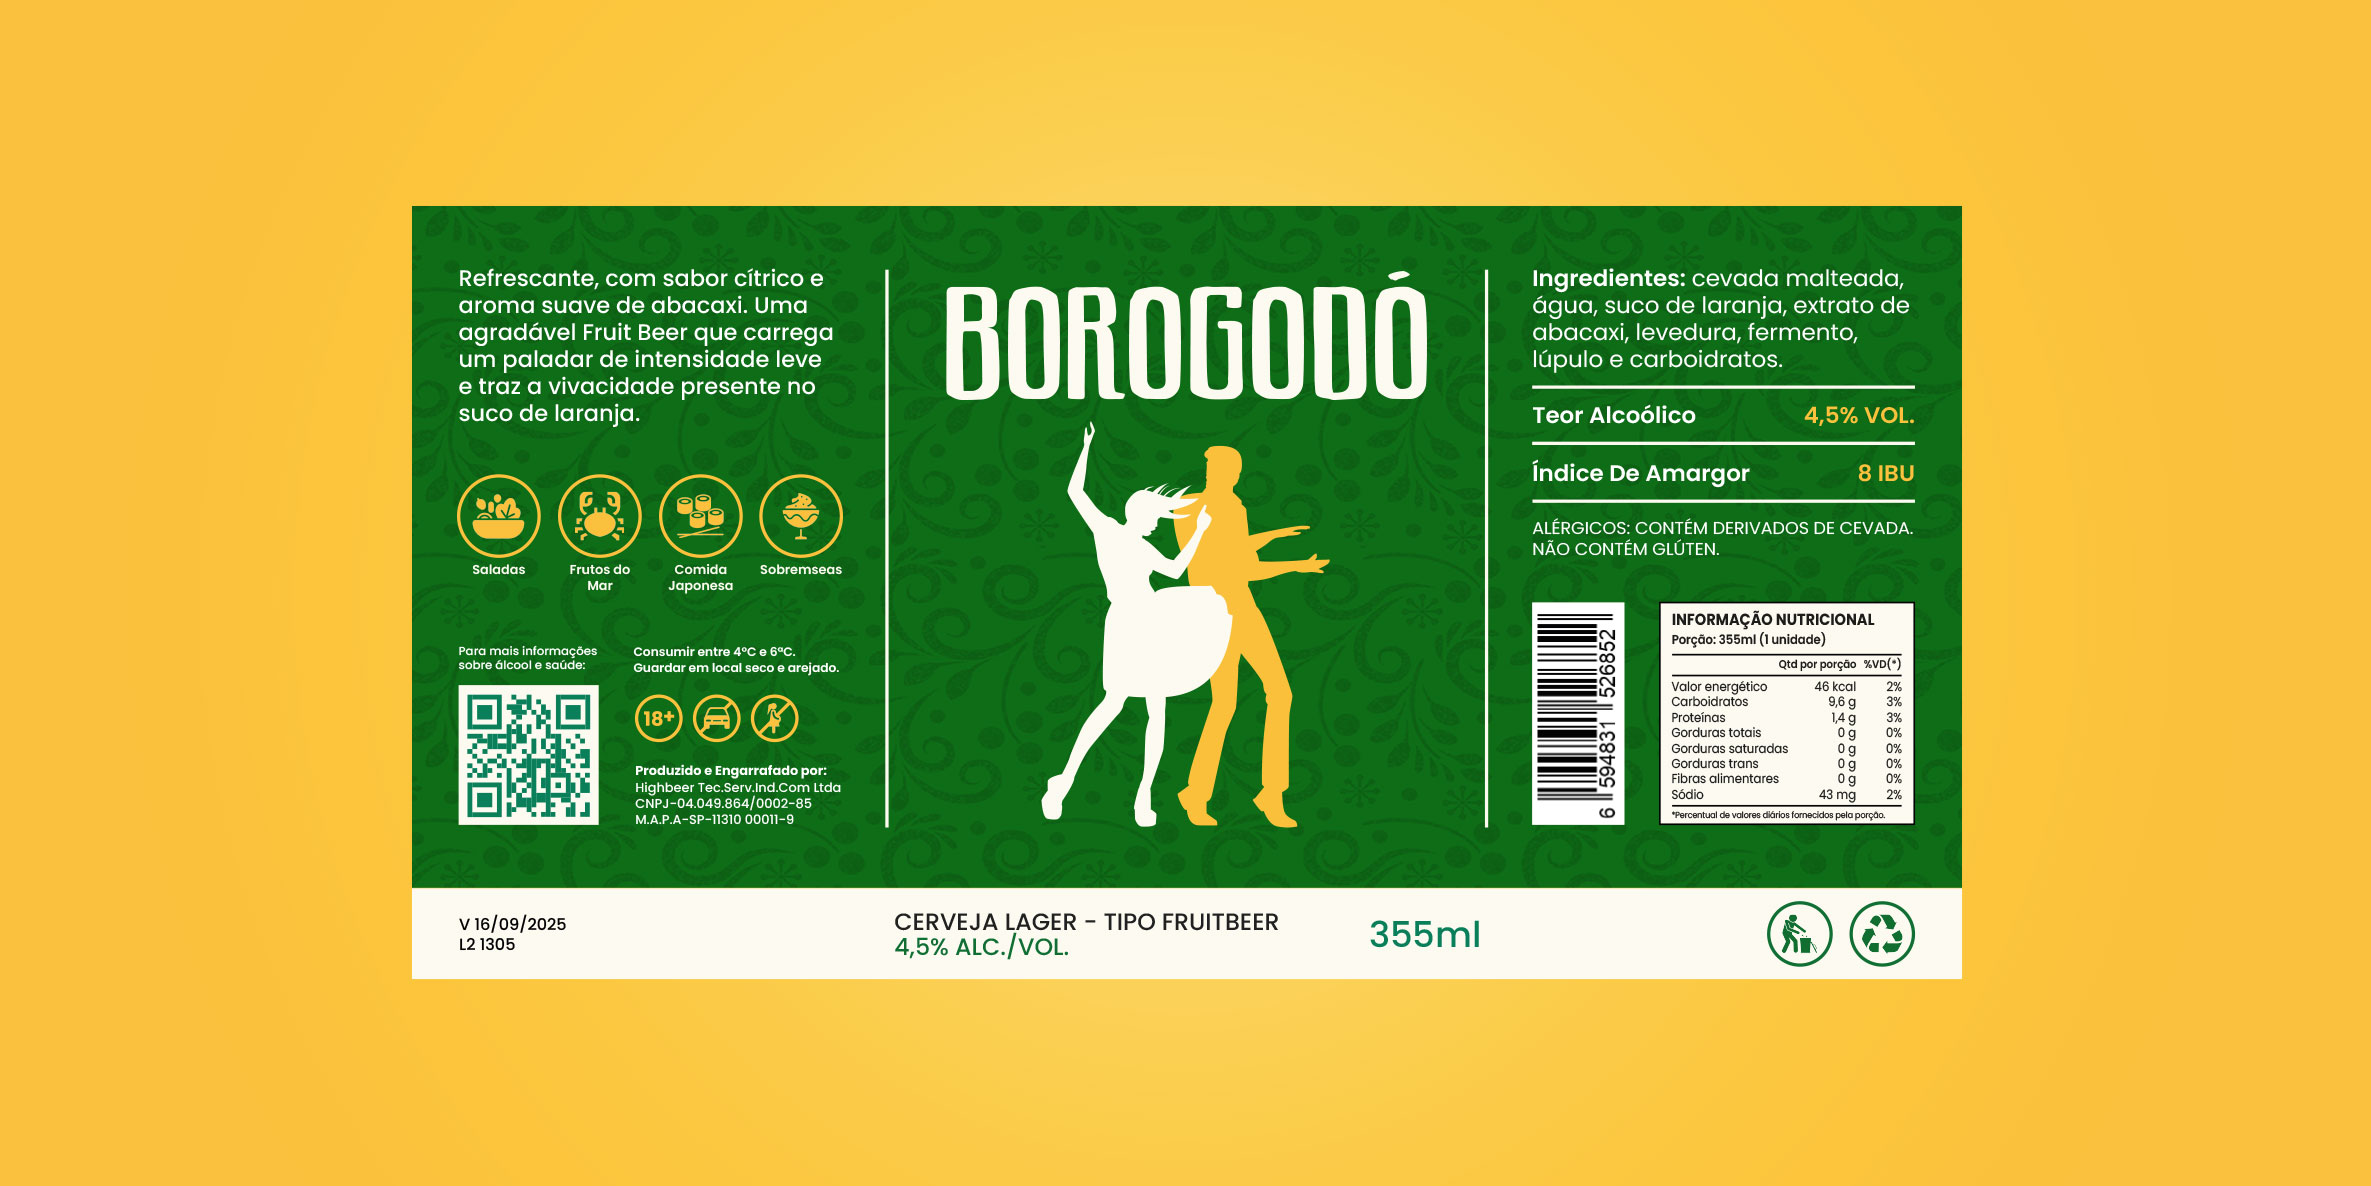 Refrescante, com sabor cítrico e
aroma suave de abacaxi. Uma
agradável Fruit Beer que carrega
um paladar de intensidade leve
e traz a vivacidade presente no
suco de laranja.
Saladas
Frutos do
Mar
Comida
Japonesa
Sobremseas
Para mais informações
sobre álcool e saúde:
Consumir entre 4ºC e 6ºC.
Guardar em local seco e arejado.
18+
Produzido e Engarrafado por:
Highbeer Tec.Serv.Ind.Com Ltda
CNPJ-04.049.864/0002-85
M.A.P.A-SP-11310 00011-9
BOROGODÓ
Ingredientes: cevada malteada,
água, suco de laranja, extrato de
abacaxi, levedura, fermento,
lúpulo e carboidratos.
Teor Alcoólico 4,5% VOL.
Índice De Amargor 8 IBU
ALÉRGICOS: CONTÉM DERIVADOS DE CEVADA.
NÃO CONTÉM GLÚTEN.
6 594831 526852
INFORMAÇÃO NUTRICIONAL
Porção: 355ml (1 unidade)
Qtd por porção %VD(*)
Valor energético 46 kcal 2%
Carboidratos 9,6 g 3%
Proteínas 1,4 g 3%
Gorduras totais 0 g 0%
Gorduras saturadas 0 g 0%
Gorduras trans 0 g 0%
Fibras alimentares 0 g 0%
Sódio 43 mg 2%
*Percentual de valores diários fornecidos pela porção.
V 16/09/2025
L2 1305
CERVEJA LAGER - TIPO FRUITBEER
4,5% ALC./VOL.
355ml